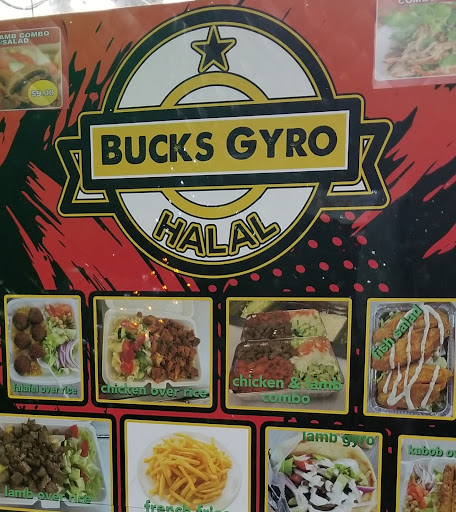 AMB COMBO
/SALAD
$9.00
COMBO
BUCKS GYRO
HALAL
falafel over rice
chicken over rice
chicken & lamb
combo
fish salad
lamb over rice
french fries
lamb gyro
kabob o